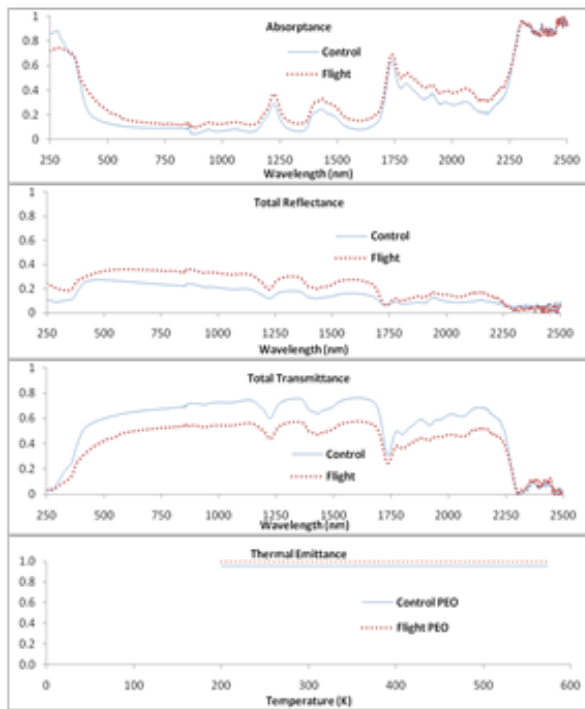 Absorptance
1
0.8
0.6
0.4
0.2
0
Control
Flight
250 500 750 1000 1250 1500 1750 2000 2250 2500
Wavelength (nm)
Total Reflectance
1
0.8
0.6
0.4
0.2
0
Control
Flight
250 500 750 1000 1250 1500 1750 2000 2250 2500
Wavelength (nm)
Total Transmittance
1
0.8
0.6
0.4
0.2
0
Control
Flight
250 500 750 1000 1250 1500 1750 2000 2250 2500
Wavelength (nm)
Thermal Emittance
1.0
0.8
0.6
0.4
0.2
0.0
Control PEO
Flight PEO
0 100 200 300 400 500 600
Temperature (K)